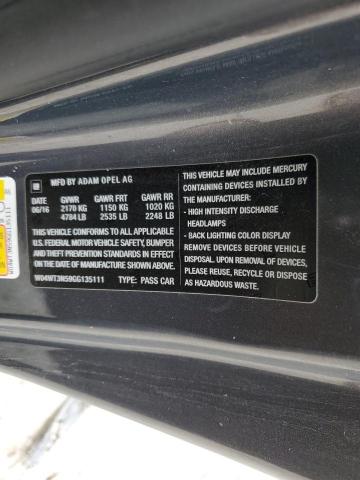 GM MFD BY ADAM OPEL AG
DATE GVWR GAWR FRT GAWR RR
06/16 2170 KG 1150 KG 1020 KG
4784 LB 2535 LB 2248 LB
THIS VEHICLE CONFORMS TO ALL APPLICABLE
U.S. FEDERAL MOTOR VEHICLE SAFETY, BUMPER
AND THEFT PREVENTION STANDARDS IN EFFECT
ON THE DATE OF MANUFACTURE SHOWN ABOVE.
W04WT3N59GG135111 TYPE: PASS CAR
THIS VEHICLE MAY INCLUDE MERCURY
CONTAINING DEVICES INSTALLED BY
THE MANUFACTURER:
- HIGH INTENSITY DISCHARGE
HEADLAMPS
- BACK LIGHTING COLOR DISPLAY
REMOVE DEVICES BEFORE VEHICLE
DISPOSAL. UPON REMOVAL OF DEVICES
PLEASE REUSE, RECYCLE OR DISPOSE
AS HAZARDOUS WASTE.